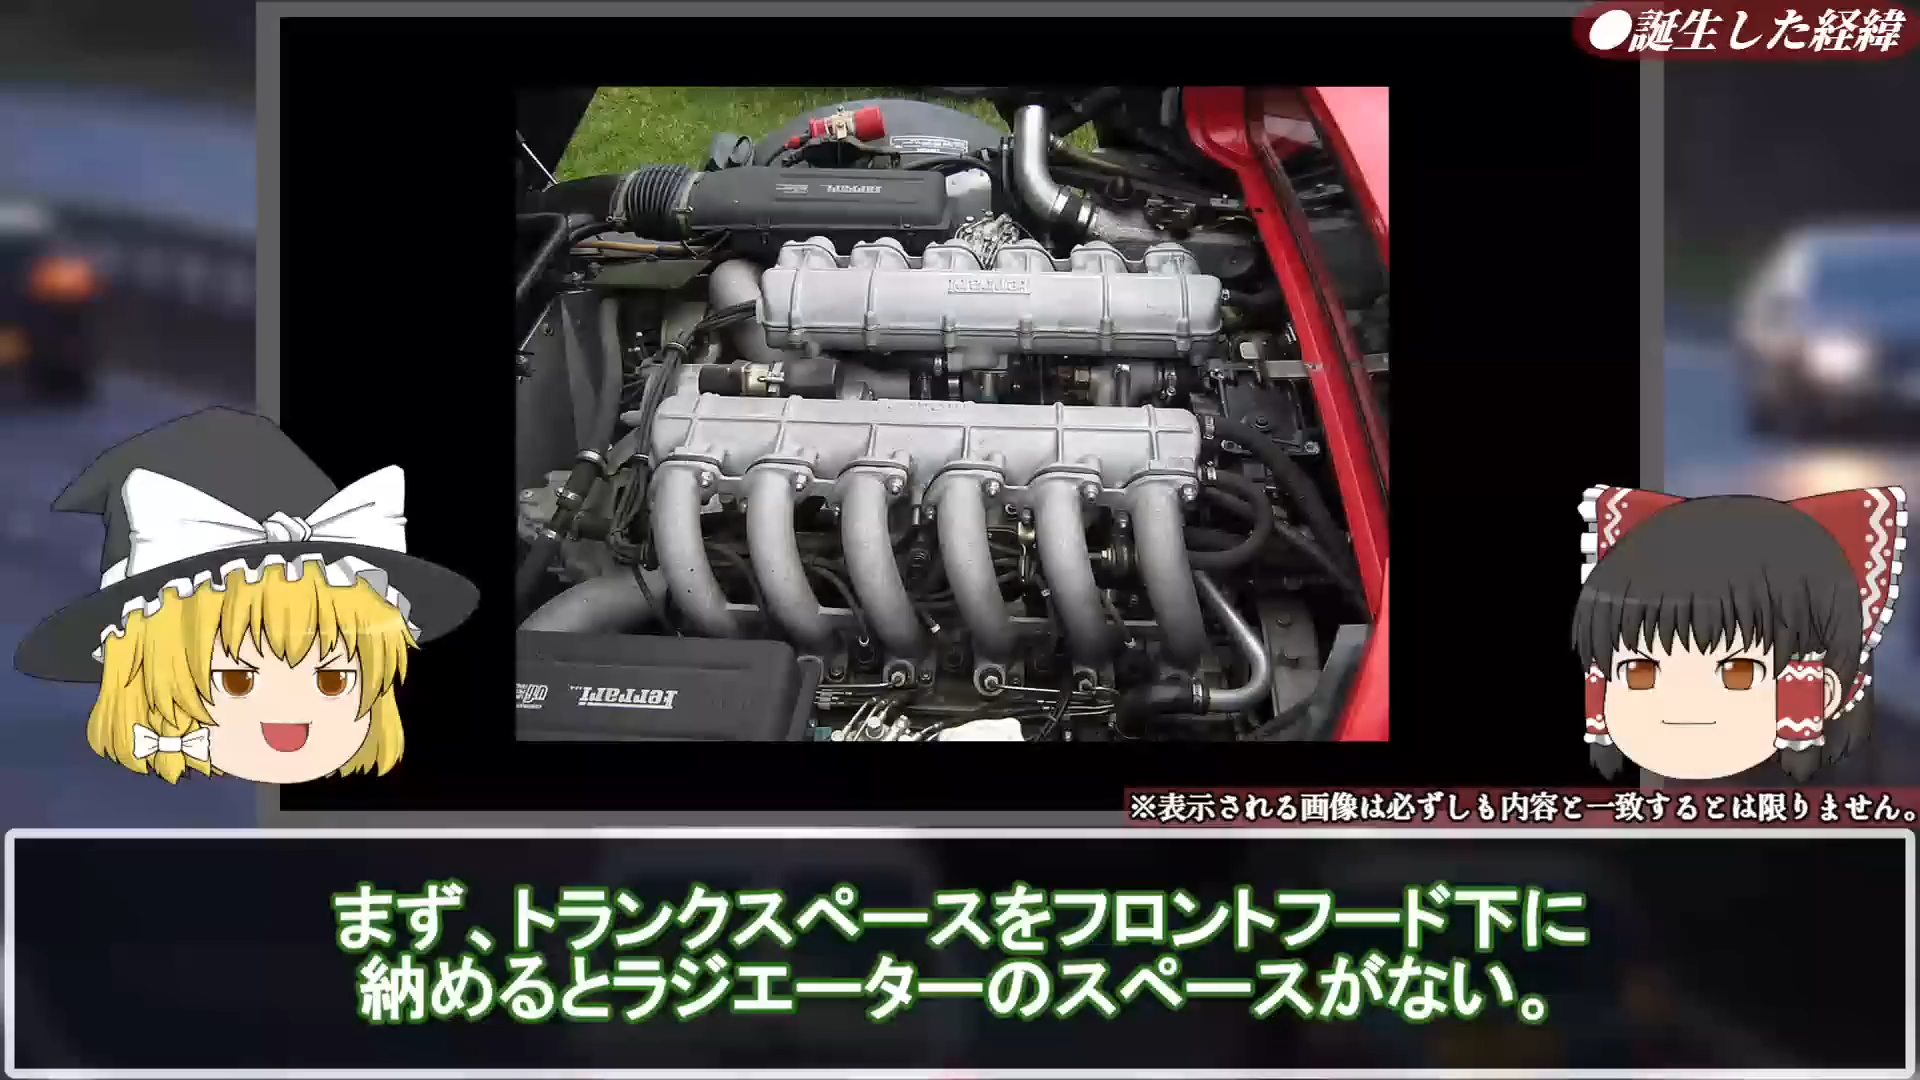 ●誕生した経緯
Ferrari
Ferrari
Ferrari
※表示される画像は必ずしも内容と一致するとは限りません。
まず、トランクスペースをフロントフード下に
納めるとラジエーターのスペースがない。